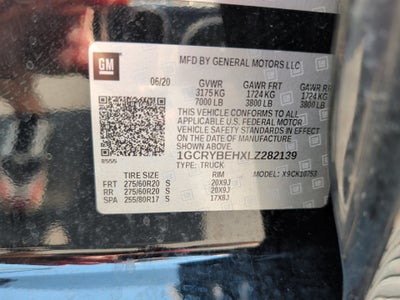 GM
MFD BY GENERAL MOTORS LLC
06/20 GVWR GAWR FRT GAWR RR
3175KG 1724KG 1724KG
7000 LB 3800 LB 3800 LB
THIS VEHICLE CONFORMS TO ALL
APPLICABLE U.S. FEDERAL MOTOR
VEHICLE SAFETY STANDARDS IN EFFECT
ON THE DATE OF MANUFACTURE
SHOWN ABOVE.
1GCRYBEHXLZ282139
TYPE: TRUCK
TIRE SIZE RIM MODEL: X9CK10753
FRT 275/60R20 S 20X9J
RR 275/60R20 S 20X9J
SPA 255/80R17 S 17X8J